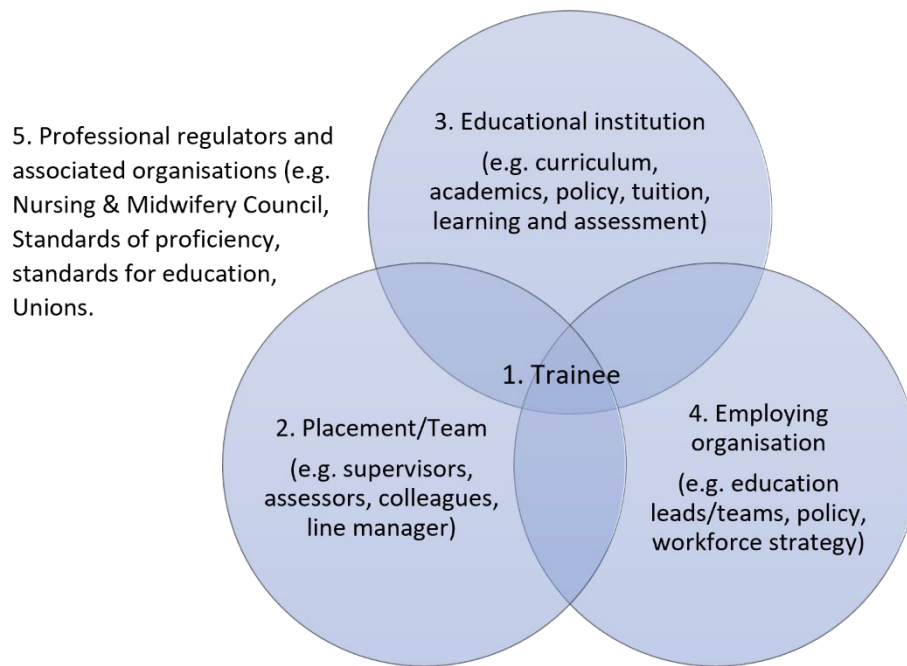 5. Professional regulators and
associated organisations (e.g.
Nursing & Midwifery Council,
Standards of proficiency,
standards for education,
Unions.
3. Educational institution
(e.g. curriculum,
academics, policy, tuition,
learning and assessment)
1. Trainee
2. Placement/Team
(e.g. supervisors,
assessors, colleagues,
line manager)
4. Employing
organisation
(e.g. education
leads/teams, policy,
workforce strategy)